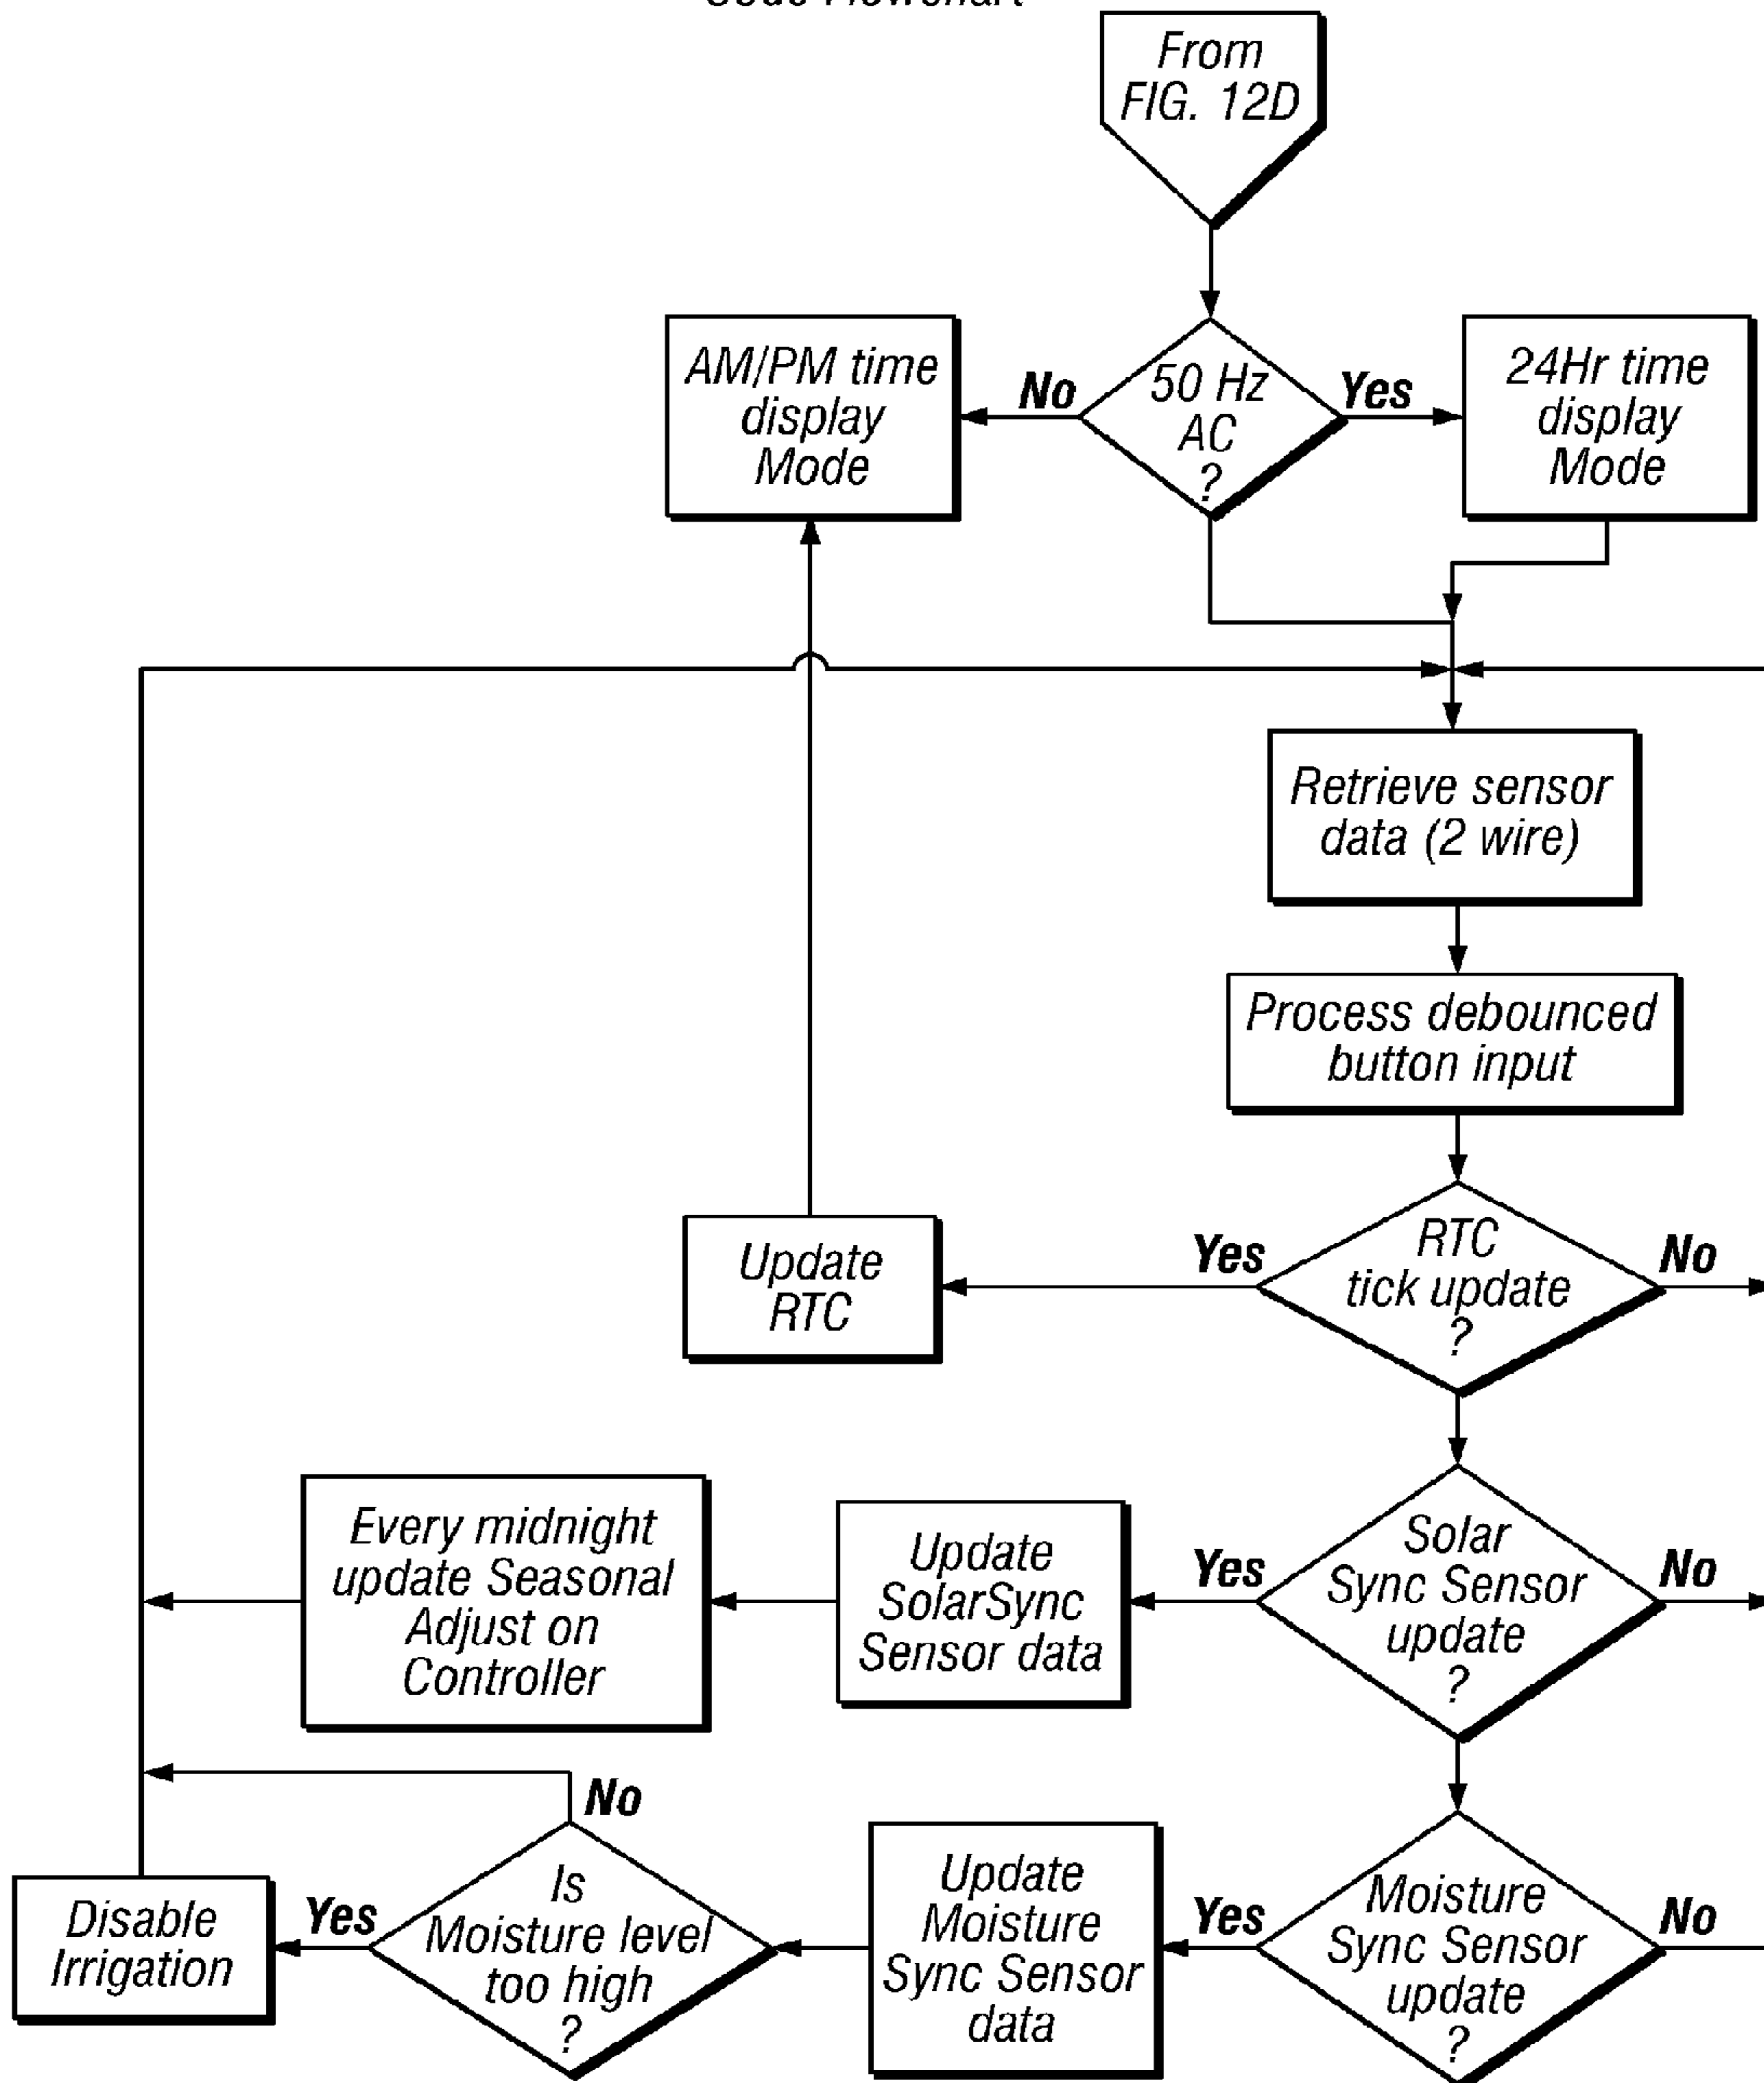 Code Flowchart
From
FIG. 12D
AM/PM time
display
Mode
No
50 Hz
AC
?
Yes
24Hr time
display
Mode
Retrieve sensor
data (2 wire)
Process debounced
button input
Update
RTC
Yes
RTC
tick update
?
No
Every midnight
update Seasonal
Adjust on
Controller
Update
SolarSync
Sensor data
Yes
Solar
Sync Sensor
update
?
No
No
Disable
Irrigation
Yes
Is
Moisture level
too high
?
Update
Moisture
Sync Sensor
data
Yes
Moisture
Sync Sensor
update
?
No